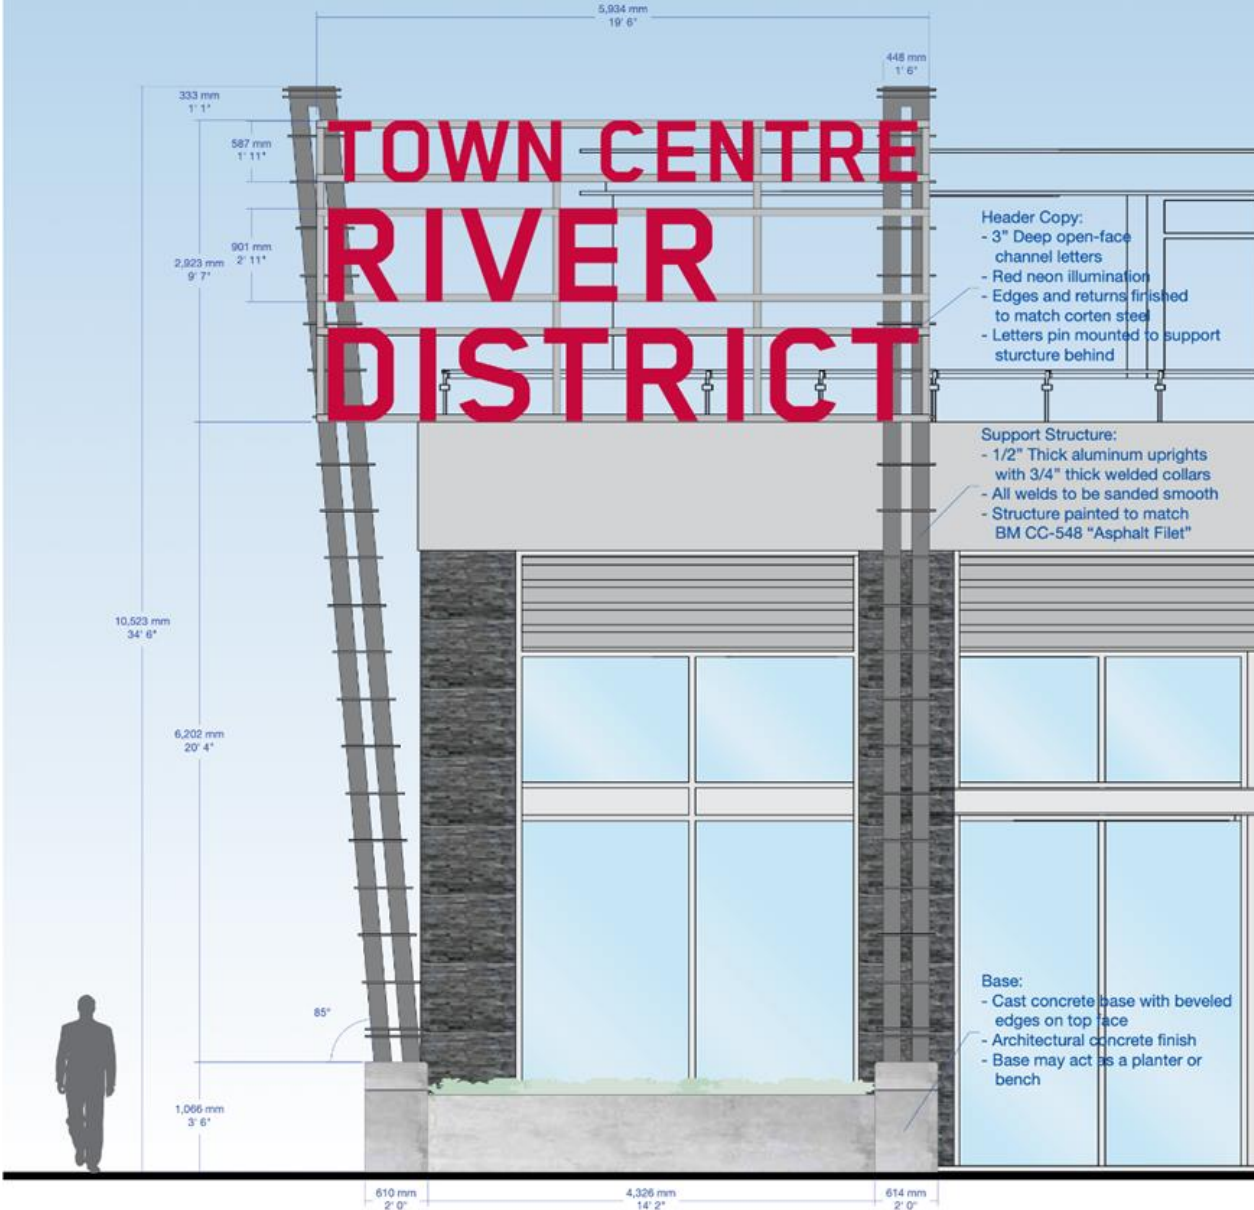 5,934 mm
19' 6"
448 mm
1' 6"
333 mm
1' 1"
587 mm
1' 11"
TOWN CENTRE
RIVER
DISTRICT
901 mm
2' 11"
2,923 mm
9' 7"
Header Copy:
- 3" Deep open-face
channel letters
- Red neon illumination
- Edges and returns finished
to match corten steel
- Letters pin mounted to support
sturcture behind
Support Structure:
- 1/2" Thick aluminum uprights
with 3/4" thick welded collars
- All welds to be sanded smooth
- Structure painted to match
BM CC-548 "Asphalt Filet"
10,523 mm
34' 6"
6,202 mm
20' 4"
85°
Base:
- Cast concrete base with beveled
edges on top face
- Architectural concrete finish
- Base may act as a planter or
bench
1,066 mm
3' 6"
610 mm
2' 0"
4,326 mm
14' 2"
614 mm
2' 0"